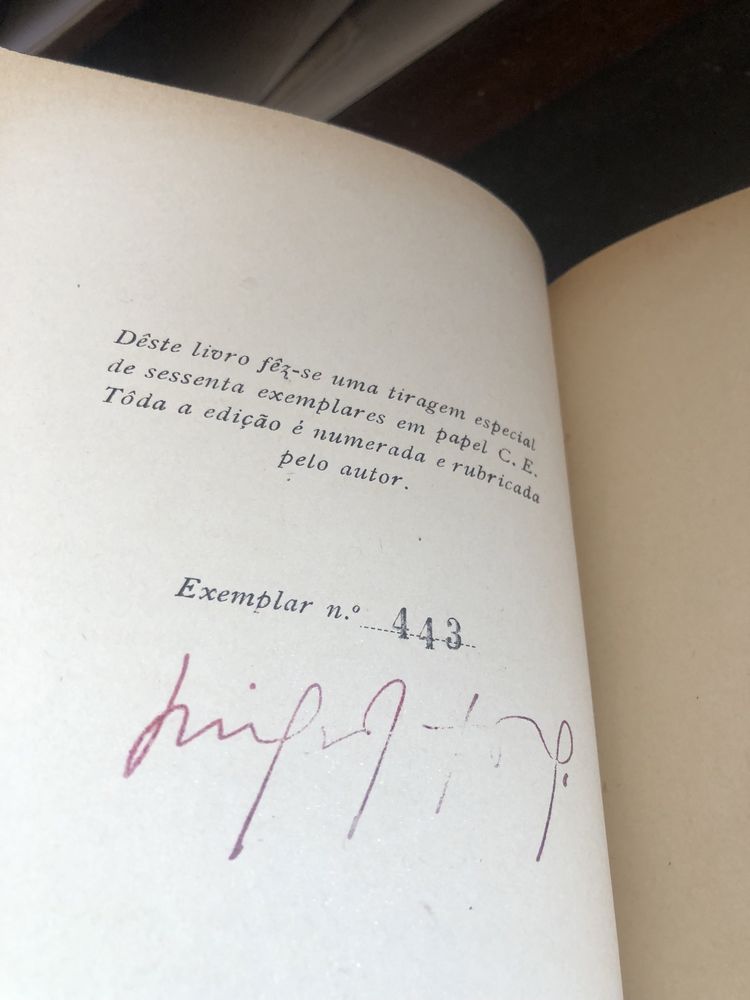 Dêste livro fêz-se uma tiragem especial
de sessenta exemplares em papel C. E.
Tôda a edição é numerada e rubricada
pelo autor.
Exemplar n.º 443